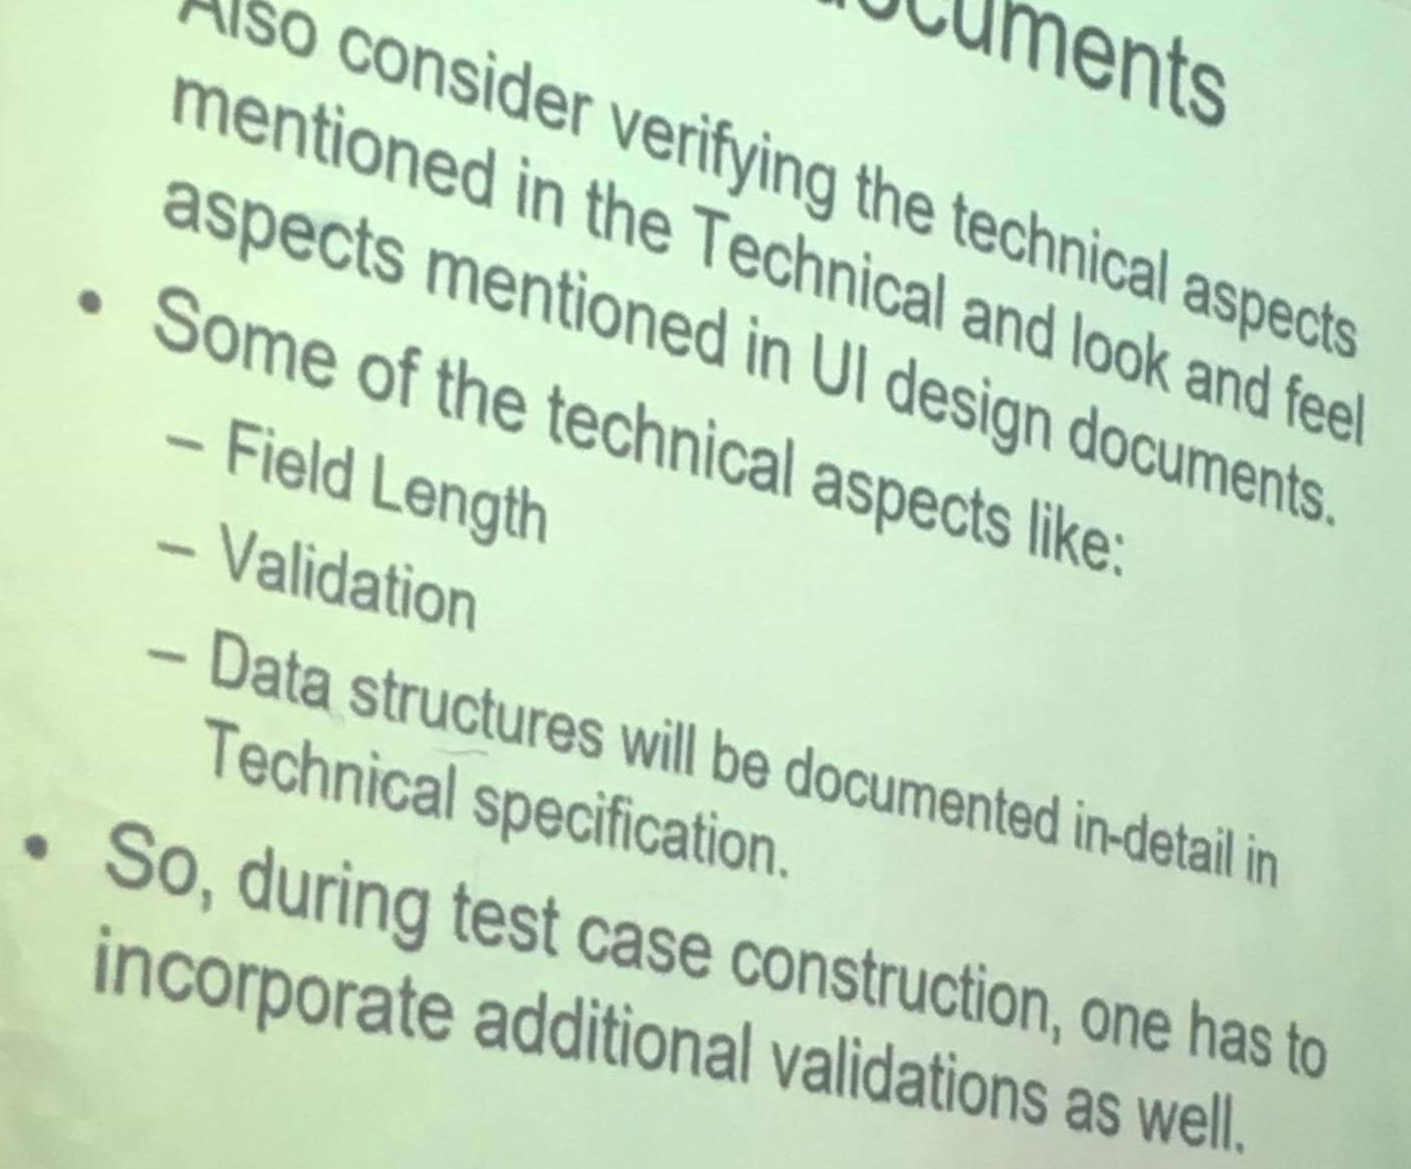 documents
Also consider verifying the technical aspects
mentioned in the Technical and look and feel
aspects mentioned in UI design documents.
• Some of the technical aspects like:
– Field Length
– Validation
– Data structures will be documented in-detail in
Technical specification.
• So, during test case construction, one has to
incorporate additional validations as well.